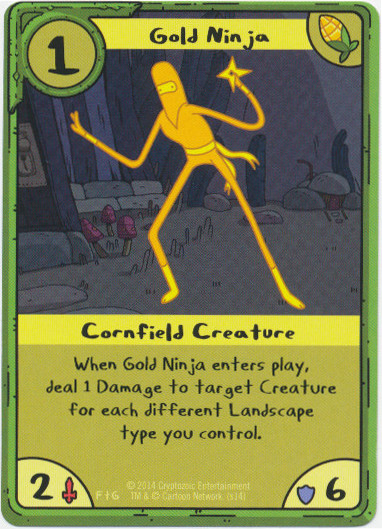 1
Gold Ninja
Cornfield Creature
When Gold Ninja enters play,
deal 1 Damage to target Creature
for each different Landscape
type you control.
2
F+G
© 2014 Cryptozoic Entertainment
TM & © Cartoon Network. (s14)
6